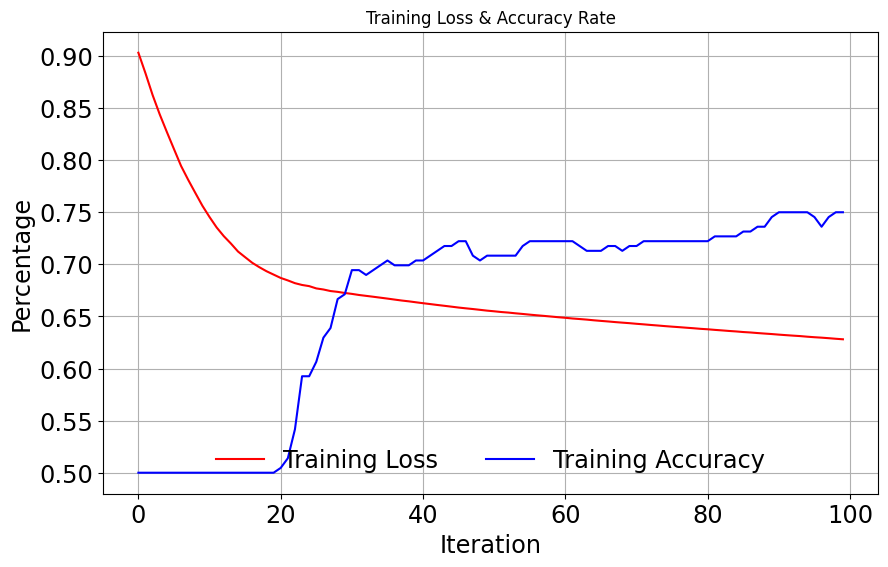 Training Loss & Accuracy Rate
0.90
0.85
0.80
0.75
0.70
0.65
0.60
0.55
0.50
Percentage
Training Loss Training Accuracy
0 20 40 60 80 100
Iteration